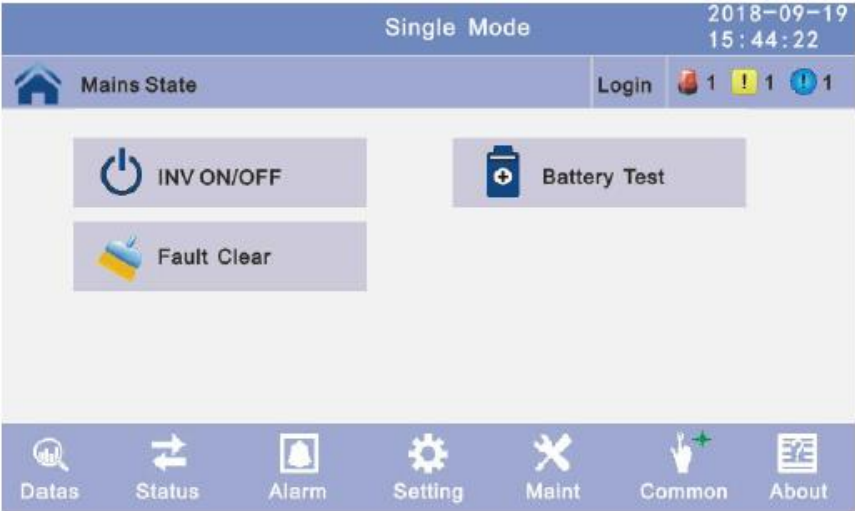 Single Mode
2018-09-19
15:44:22
Mains State
Login
1
! 1
! 1
INV ON/OFF
Battery Test
Fault Clear
Datas
Status
Alarm
Setting
Maint
Common
About